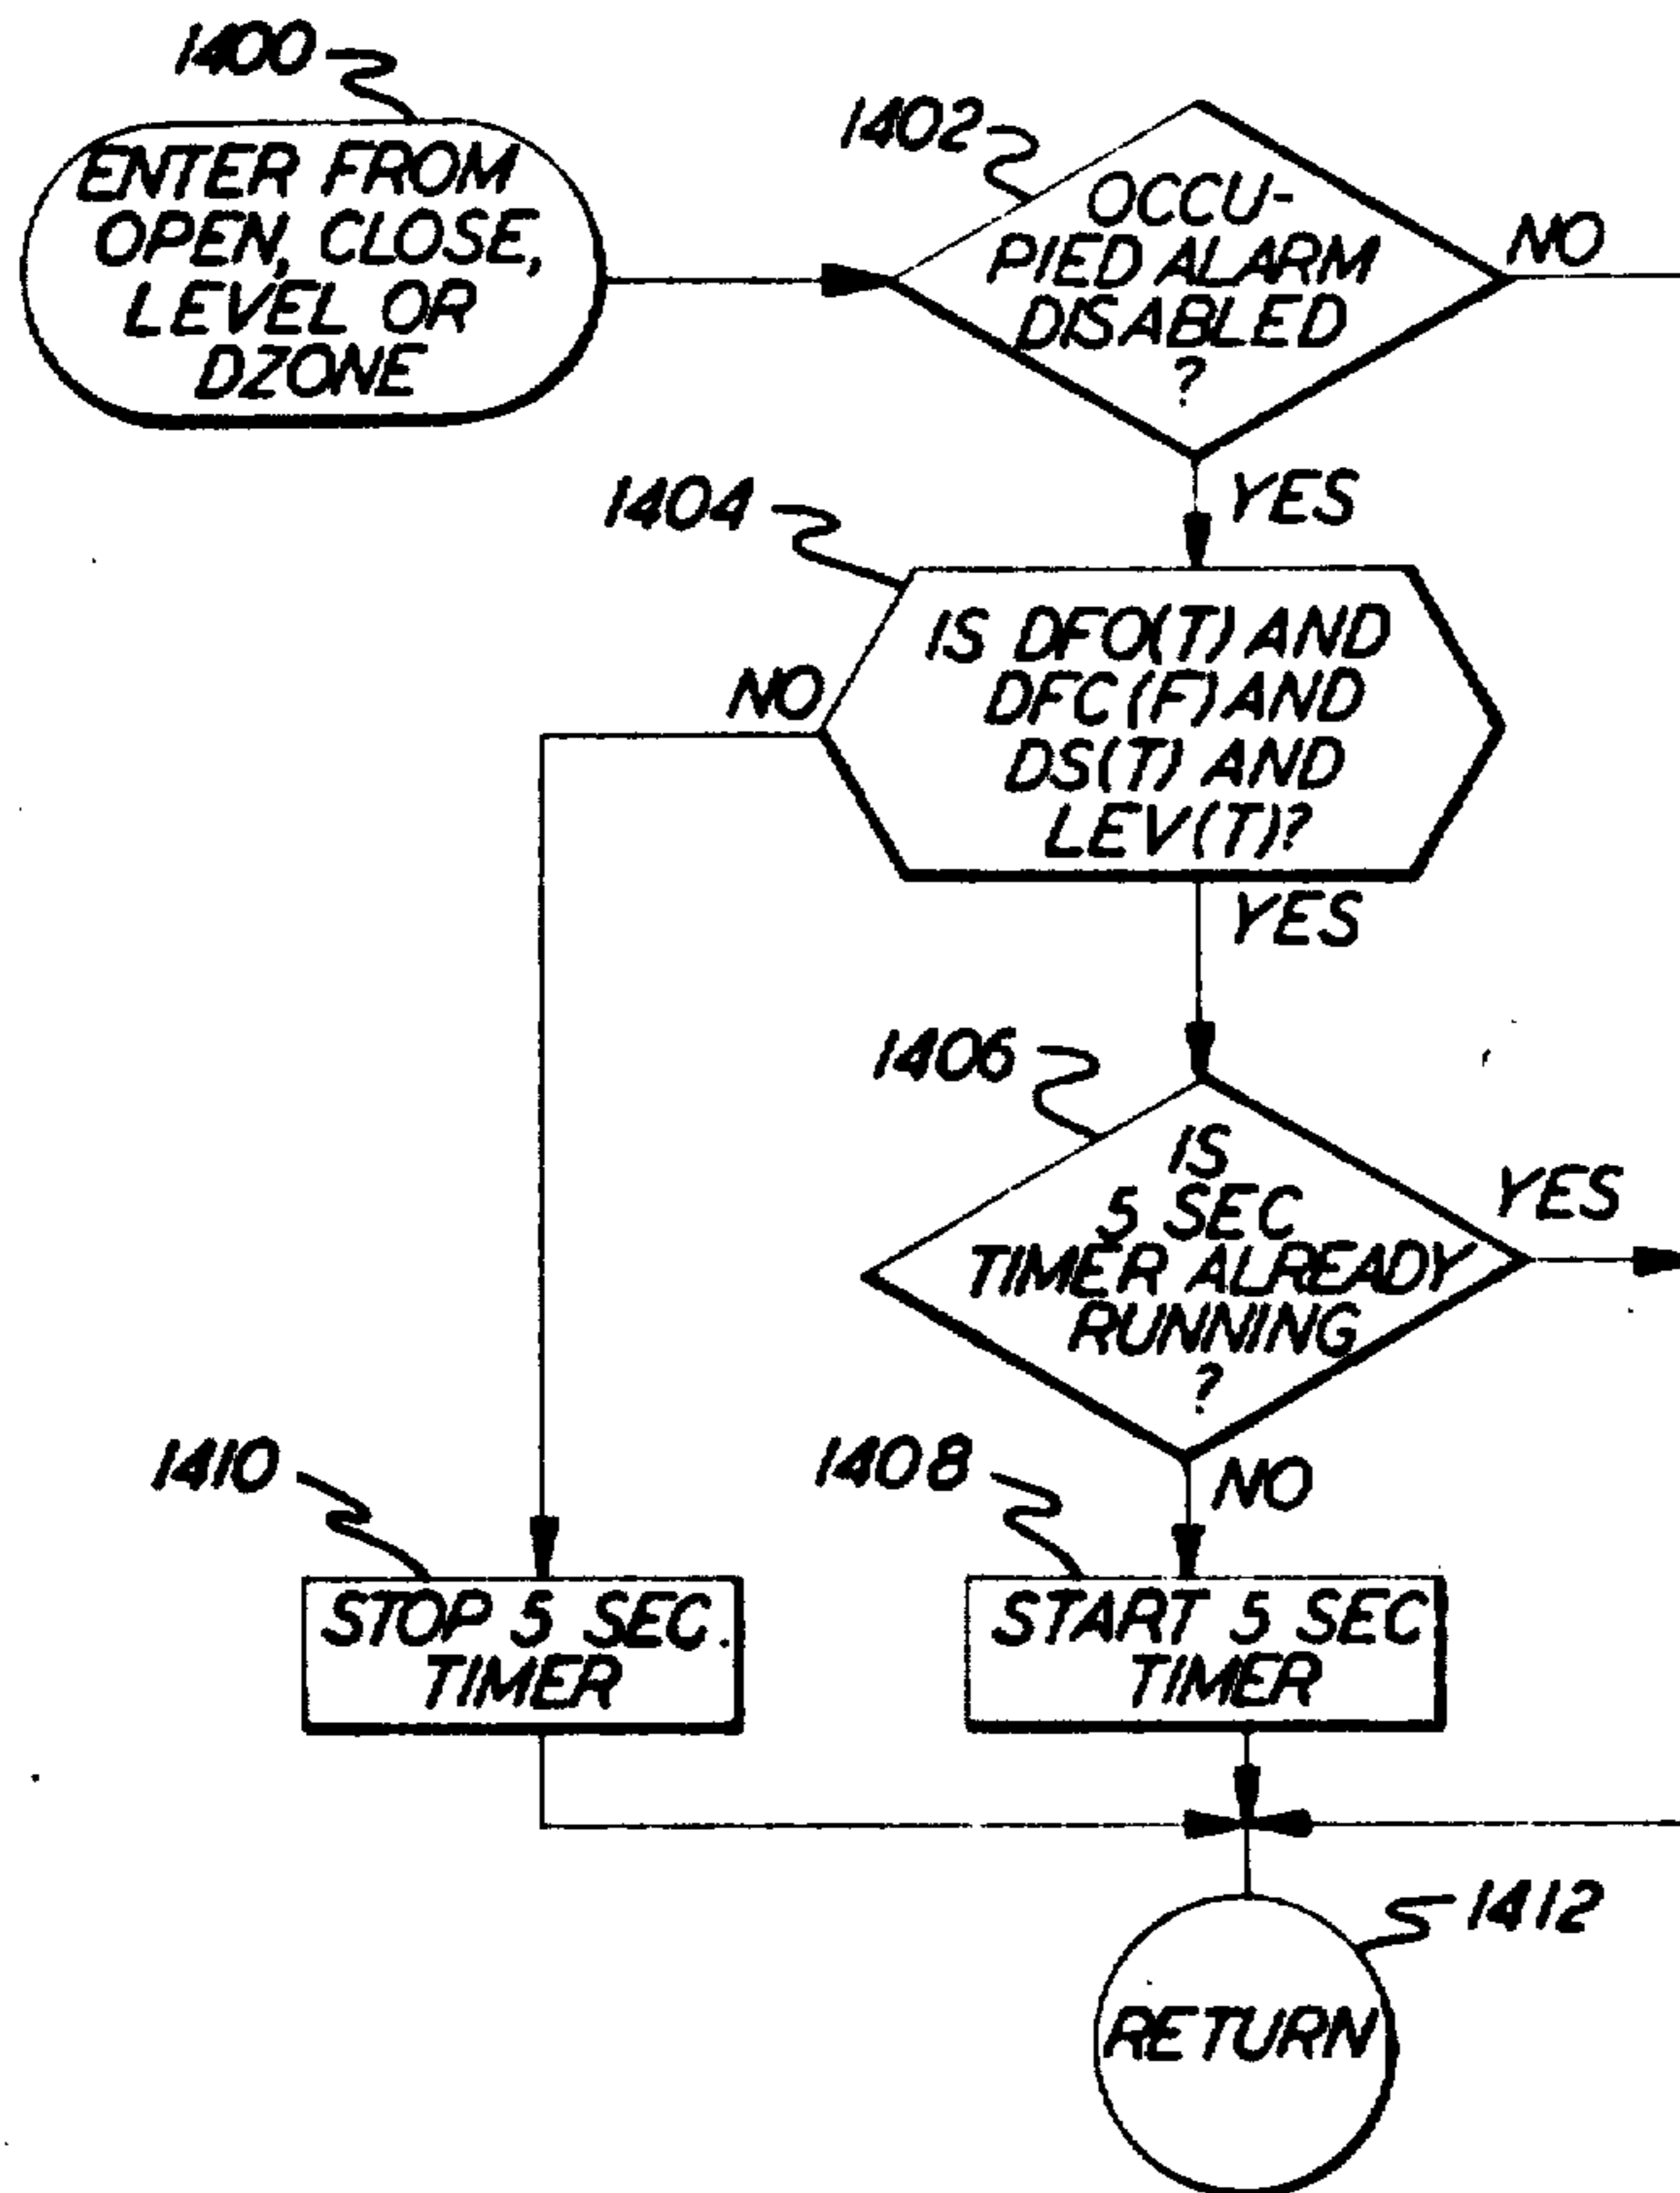 1400
ENTER FROM
OPEN, CLOSE,
LEVEL OR
DZONE
1402
OCCU-
PIED ALARM
DISABLED
?
NO
YES
1404
IS DFO(T) AND
DFC (F) AND
DS(T) AND
LEV(T)?
NO
YES
1406
IS
5 SEC
TIMER ALREADY
RUNNING
?
YES
NO
1410
STOP 5 SEC.
TIMER
1408
START 5 SEC
TIMER
1412
RETURN